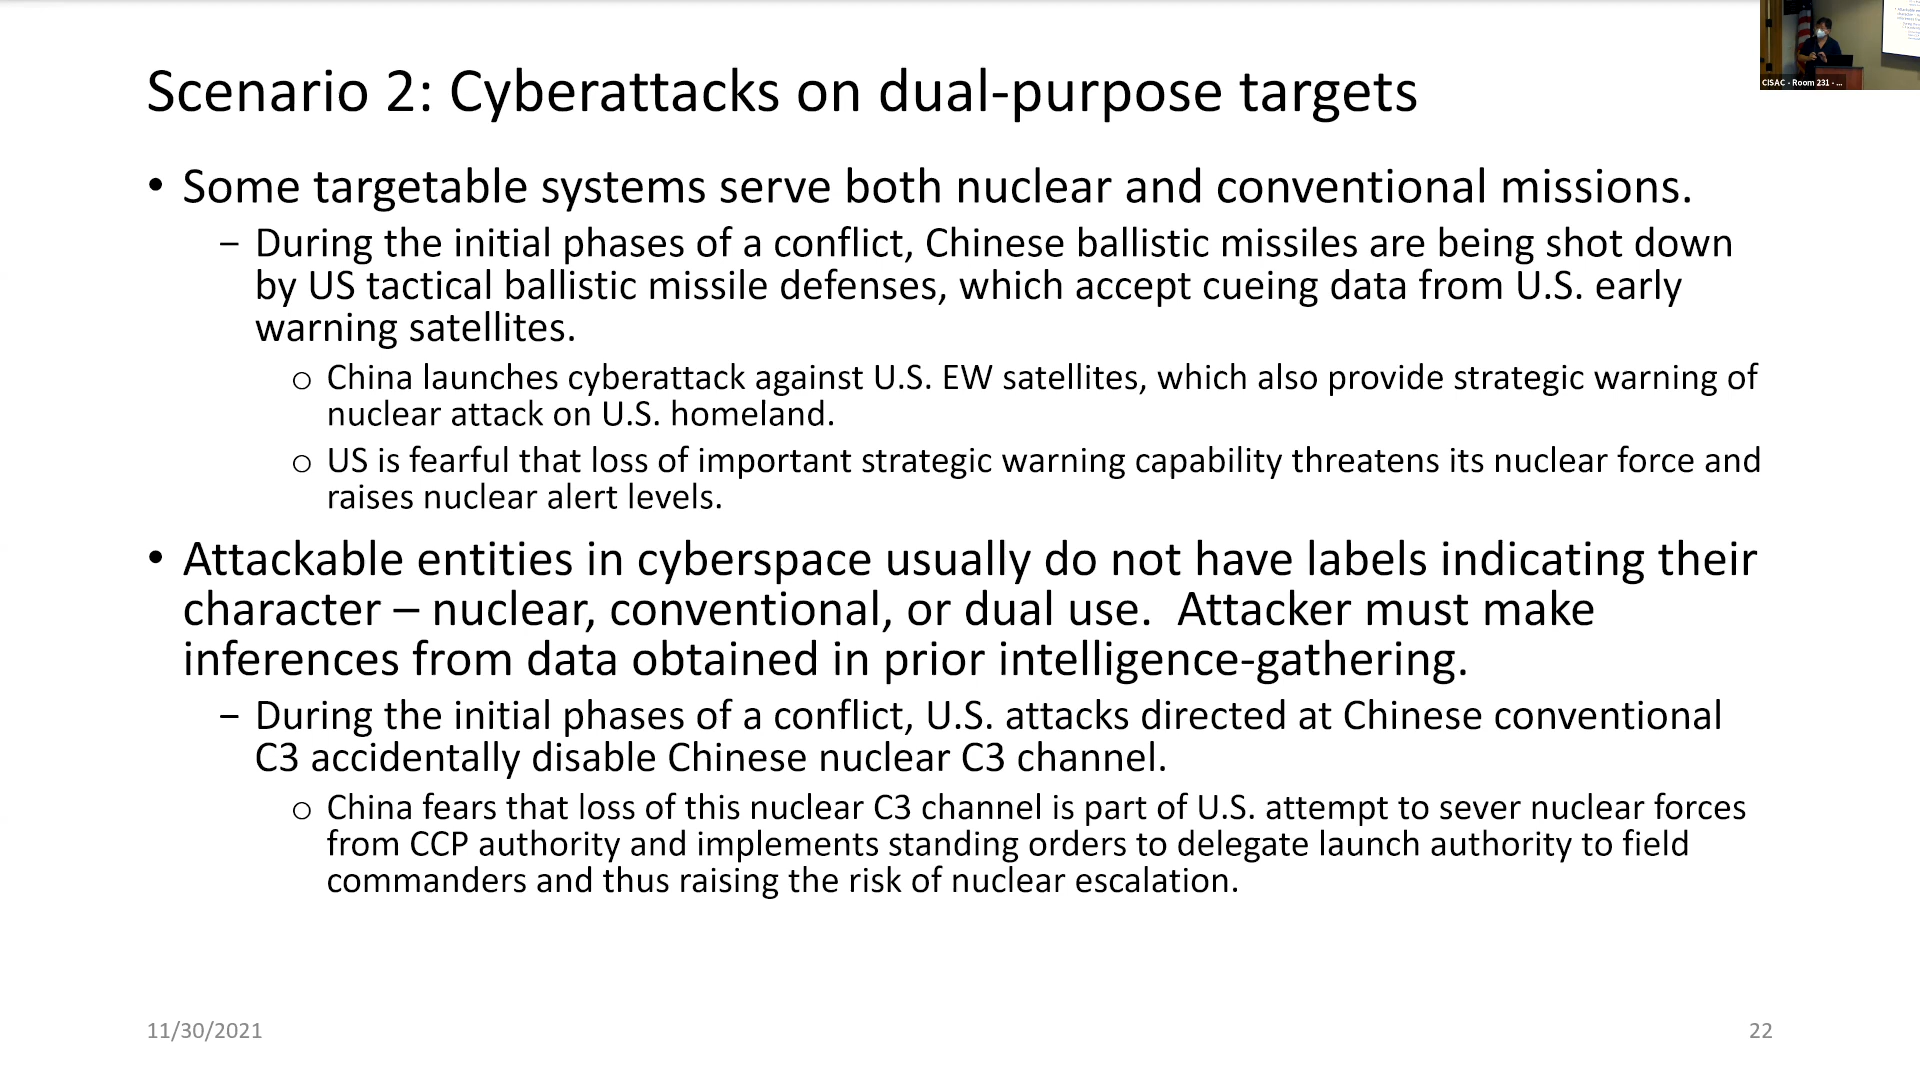 CISAC - Room 231 - ...
Scenario 2: Cyberattacks on dual-purpose targets
• Some targetable systems serve both nuclear and conventional missions.
– During the initial phases of a conflict, Chinese ballistic missiles are being shot down
by US tactical ballistic missile defenses, which accept cueing data from U.S. early
warning satellites.
o China launches cyberattack against U.S. EW satellites, which also provide strategic warning of
nuclear attack on U.S. homeland.
o US is fearful that loss of important strategic warning capability threatens its nuclear force and
raises nuclear alert levels.
• Attackable entities in cyberspace usually do not have labels indicating their
character – nuclear, conventional, or dual use.  Attacker must make
inferences from data obtained in prior intelligence-gathering.
– During the initial phases of a conflict, U.S. attacks directed at Chinese conventional
C3 accidentally disable Chinese nuclear C3 channel.
o China fears that loss of this nuclear C3 channel is part of U.S. attempt to sever nuclear forces
from CCP authority and implements standing orders to delegate launch authority to field
commanders and thus raising the risk of nuclear escalation.
11/30/2021
22